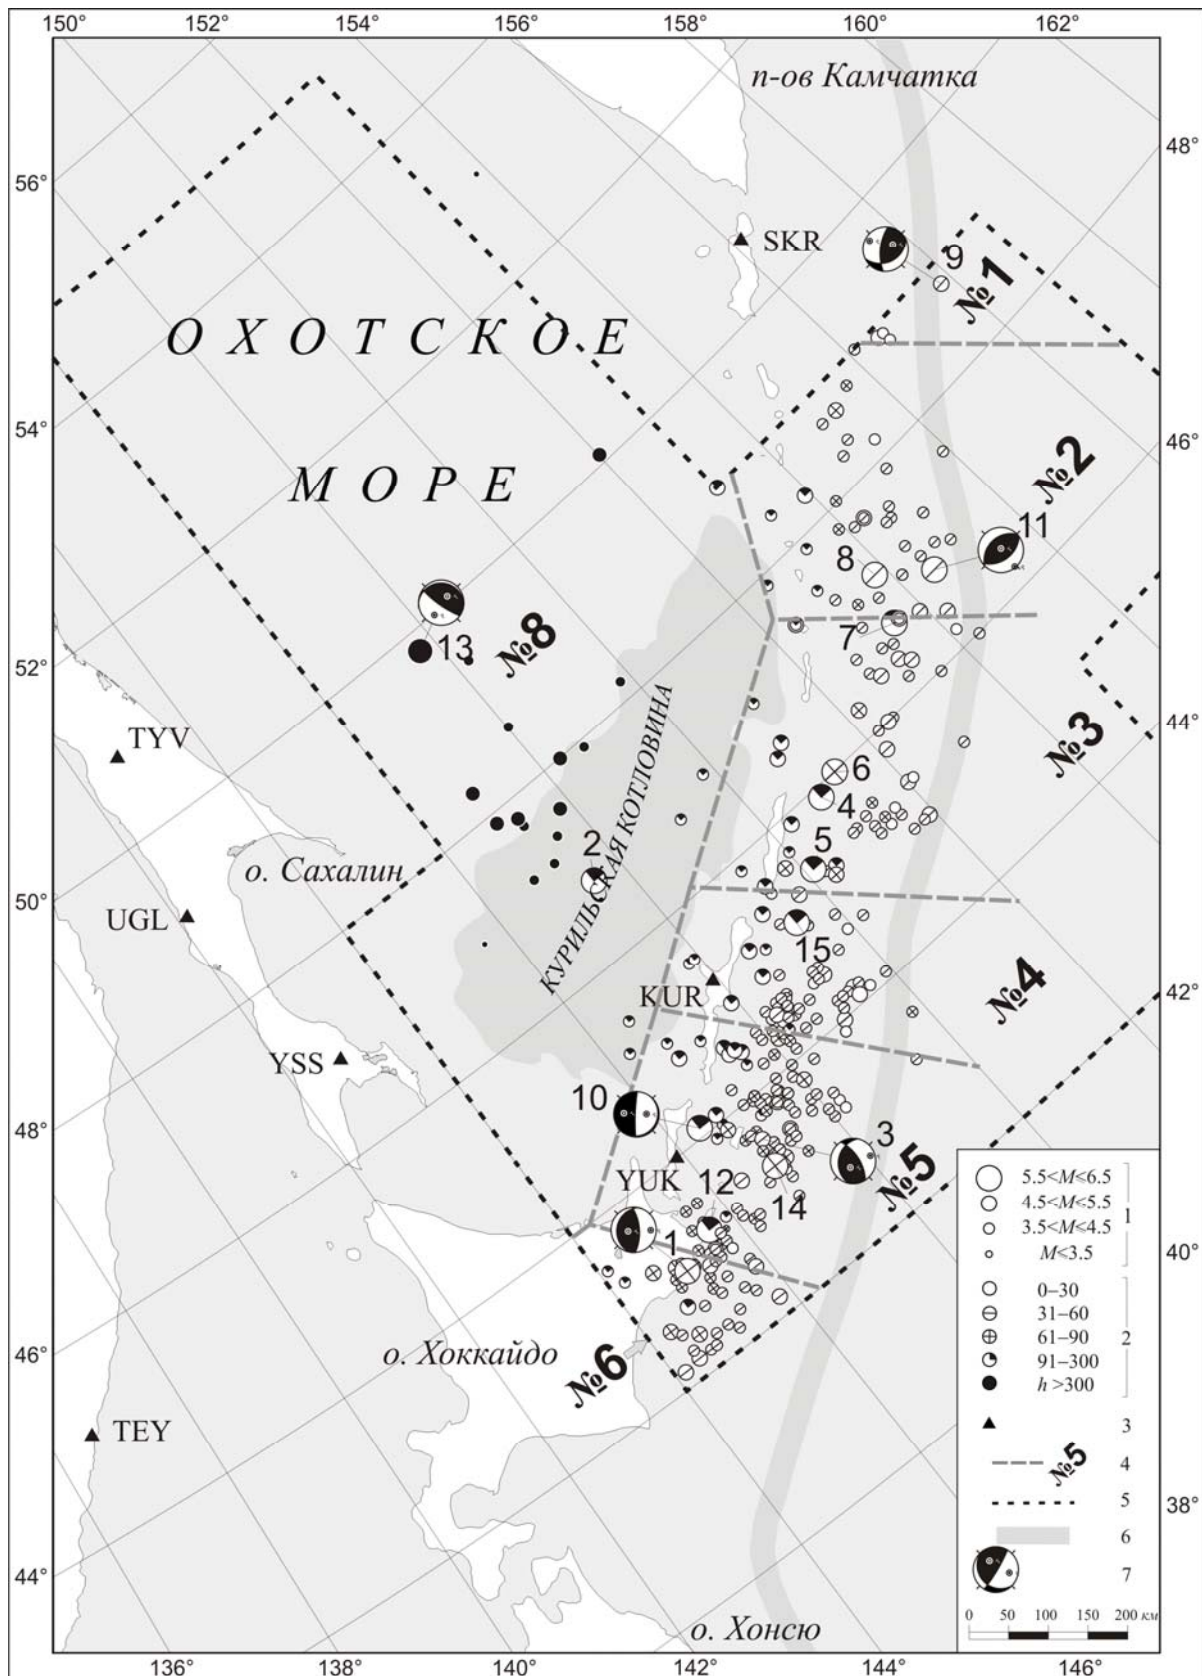 150° 152° 154° 156° 158° 160° 162°
п-ов Камчатка
48°
56°
SKR
9
№1
ОХОТСКОЕ
54°
46°
№2
МОРЕ
11
8
13
№8
7
52°
44°
№3
TYV
6
4
КУРИЛЬСКАЯ КОТЛОВИНА
2
5
о. Сахалин
50°
UGL
15
KUR
42°
№4
YSS
10
3
48°
YUK
12
№5
14
1
40°
о. Хоккайдо
46°
№6
TEY
38°
44°
о. Хонсю
136° 138° 140° 142° 144° 146°
5.5<M⩽6.5
4.5<M⩽5.5
3.5<M⩽4.5
M⩽3.5
1
0–30
31–60
61–90
91–300
h >300
2
3
№5 4
5
6
7
0 50 100 150 200 км